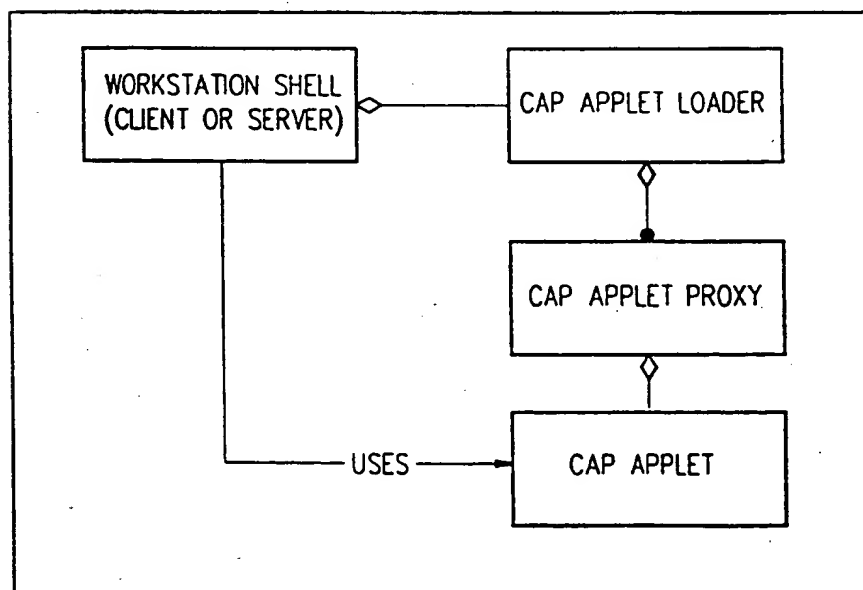 WORKSTATION SHELL
(CLIENT OR SERVER)
CAP APPLET LOADER
CAP APPLET PROXY
USES
CAP APPLET